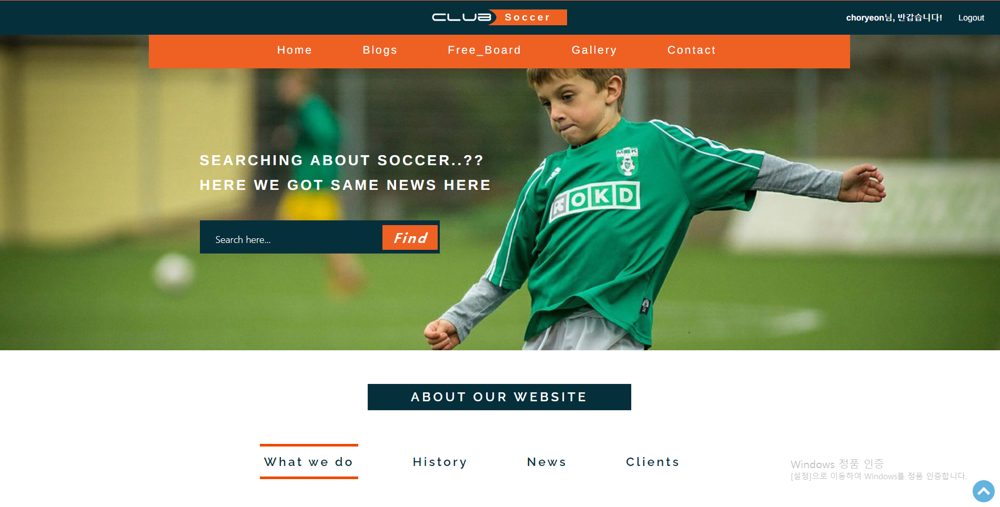 CLUB Soccer
choryeon님, 반갑습니다! Logout
Home Blogs Free_Board Gallery Contact
SEARCHING ABOUT SOCCER..??
HERE WE GOT SAME NEWS HERE
Search here... Find
OKD
ABOUT OUR WEBSITE
What we do History News Clients
Windows 정품 인증
[설정]으로 이동하여 Windows를 정품 인증합니다.